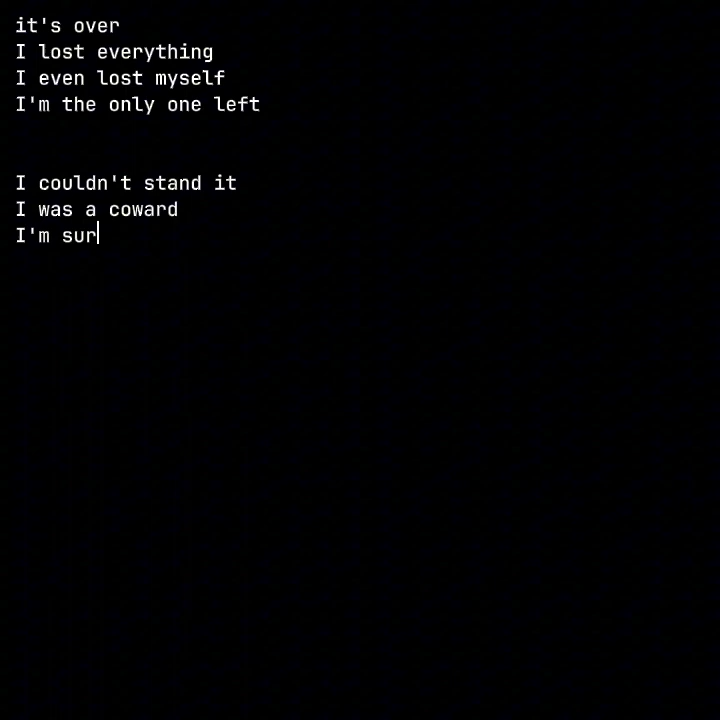 it's over
I lost everything
I even lost myself
I'm the only one left
I couldn't stand it
I was a coward
I'm sur